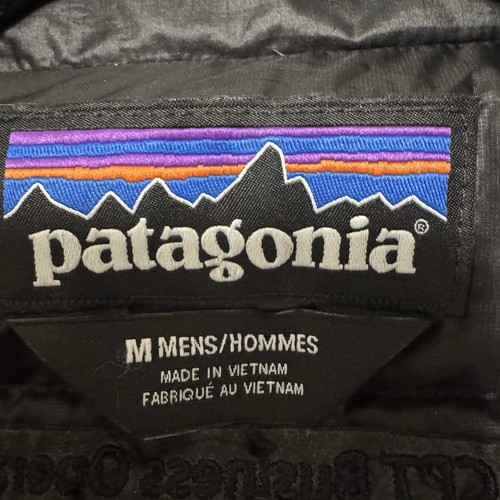 patagonia®
M MENS/HOMMES
MADE IN VIETNAM
FABRIQUÉ AU VIETNAM